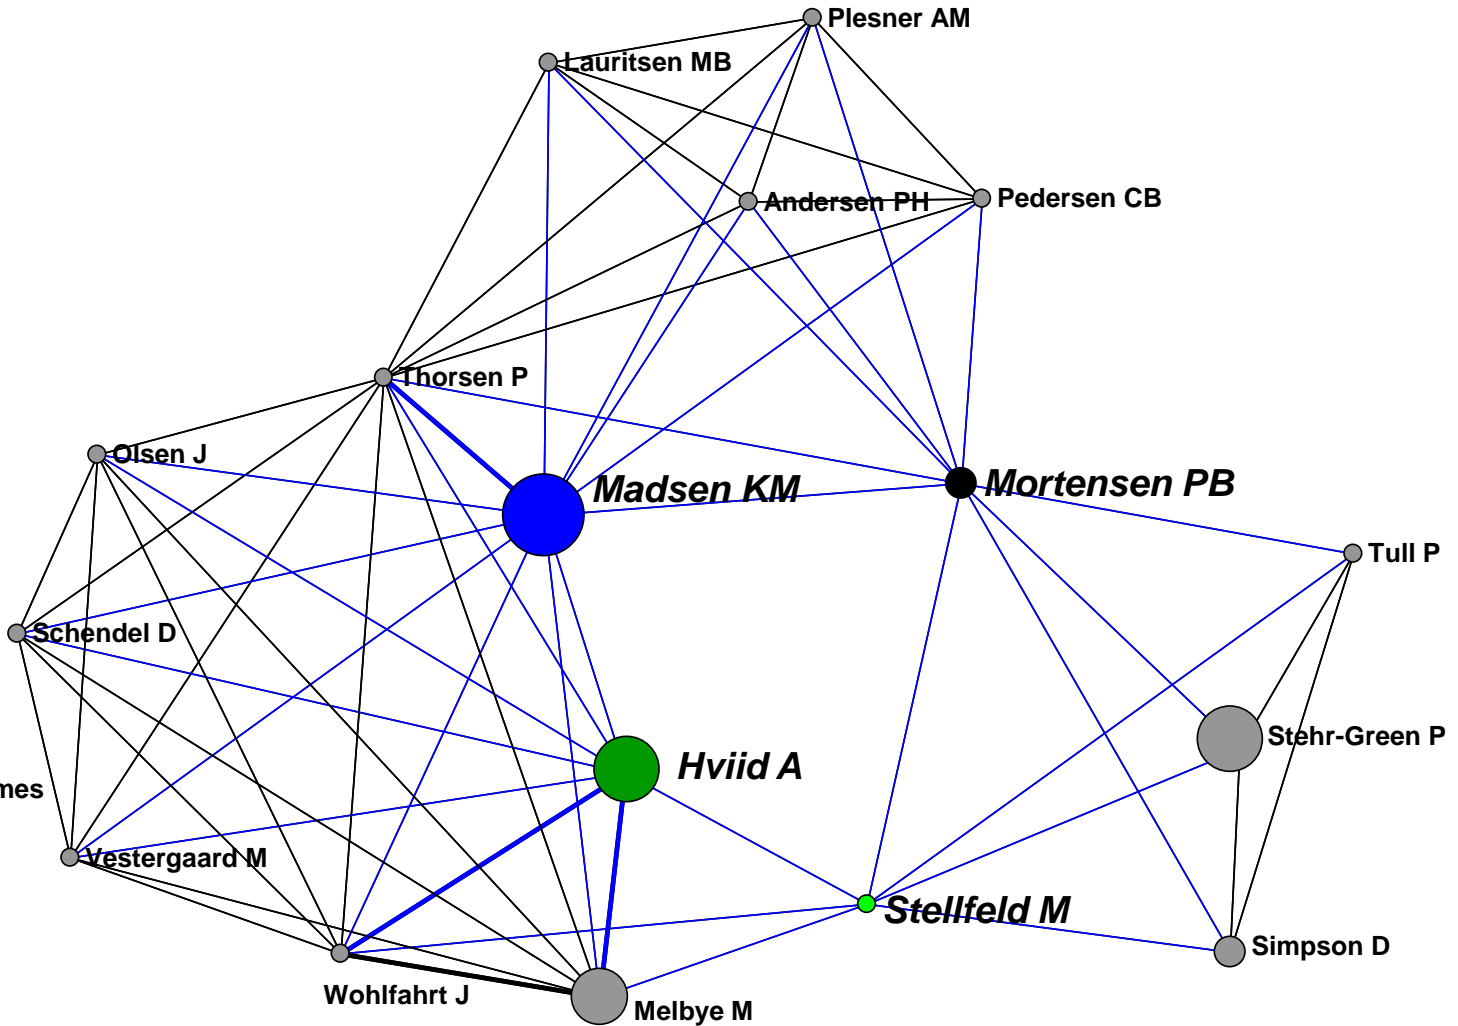 Plesner AM
Lauritsen MB
Andersen PH
Pedersen CB
Thorsen P
Olsen J
Madsen KM
Mortensen PB
Tull P
Schendel D
Stehr-Green P
Hviid A
mes
Vestergaard M
Stellfeld M
Simpson D
Wohlfahrt J
Melbye M